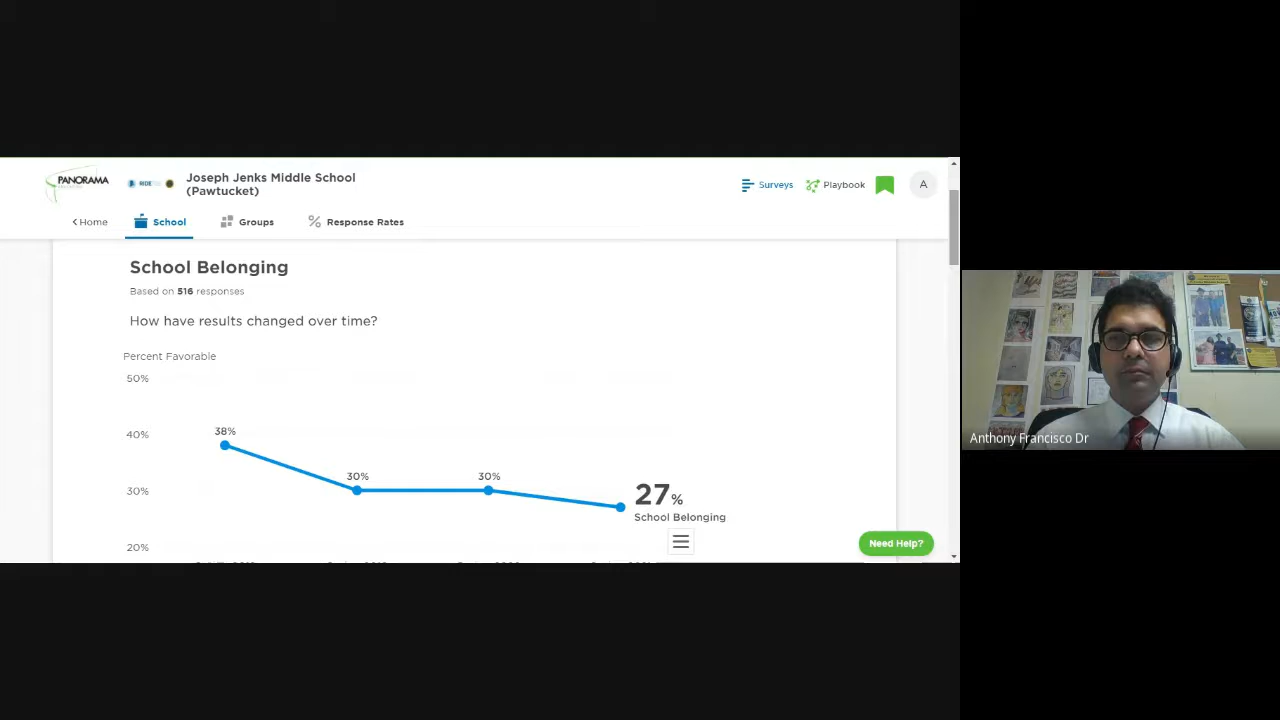 PANORAMA
RIDE
Joseph Jenks Middle School
(Pawtucket)
Surveys
Playbook
A
Home
School
Groups
Response Rates
School Belonging
Based on 516 responses
How have results changed over time?
Percent Favorable
50%
40%
30%
20%
38%
30%
30%
27%
School Belonging
Need Help?
Anthony Francisco Dr